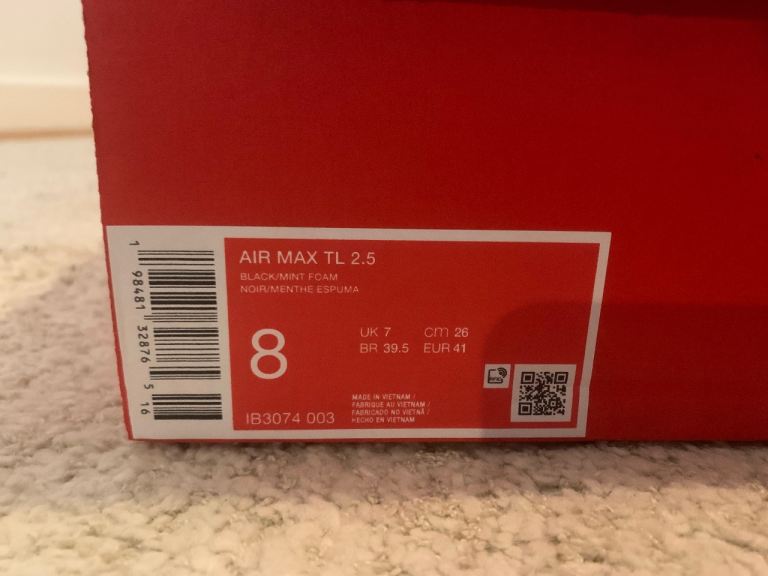 AIR MAX TL 2.5
BLACK/MINT FOAM
NOIR/MENTHE ESPUMA
8
UK 7 cm 26
BR 39.5 EUR 41
IB3074 003
MADE IN VIETNAM /
FABRIQUÉ AU VIETNAM /
FABRICADO NO VIETNÃ /
HECHO EN VIETNAM
1 98481 32876 5 16